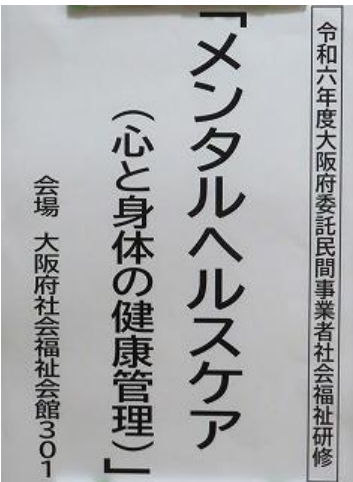 令和六年度大阪府委託民間事業者社会福祉研修
「メンタルヘルスケア
（心と身体の健康管理）」
会場 大阪府社会福祉会館301